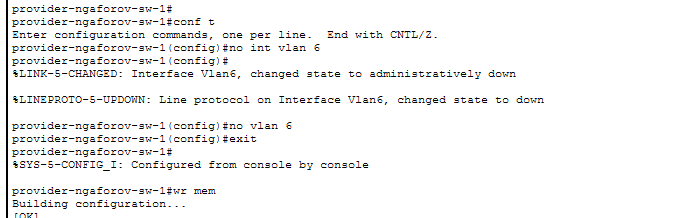 provider-ngaforov-sw-1#
provider-ngaforov-sw-1#conf t
Enter configuration commands, one per line.  End with CNTL/Z.
provider-ngaforov-sw-1(config)#no int vlan 6
provider-ngaforov-sw-1(config)#
%LINK-5-CHANGED: Interface Vlan6, changed state to administratively down
%LINEPROTO-5-UPDOWN: Line protocol on Interface Vlan6, changed state to down
provider-ngaforov-sw-1(config)#no vlan 6
provider-ngaforov-sw-1(config)#exit
provider-ngaforov-sw-1#
%SYS-5-CONFIG_I: Configured from console by console
provider-ngaforov-sw-1#wr mem
Building configuration...
[OK]